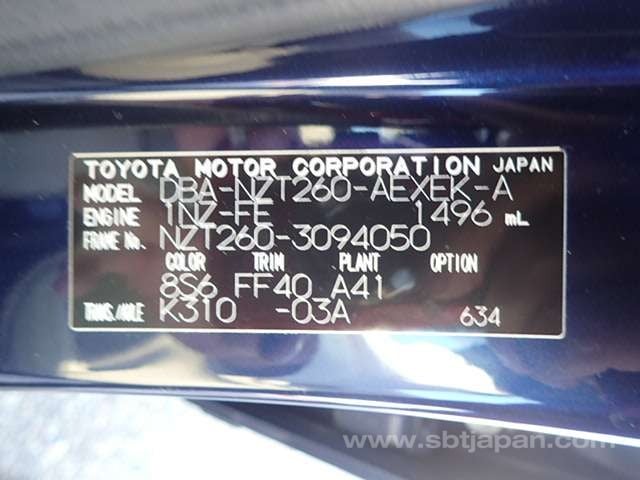 TOYOTA MOTOR CORPORATION JAPAN
MODEL DBA-NZT260-AEXEK-A
ENGINE 1NZ-FE 1496 mL
FRAME No. NZT260-3094050
COLOR TRIM PLANT OPTION
8S6 FF40 A41
TRANS./AXLE K310 -03A 634
www.sbtjapan.com